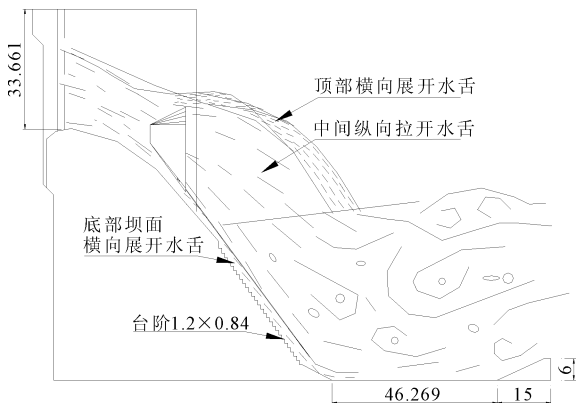 33.661
顶部横向展开水舌
中间纵向拉开水舌
底部坝面
横向展开水舌
台阶1.2×0.84
46.269
15
6